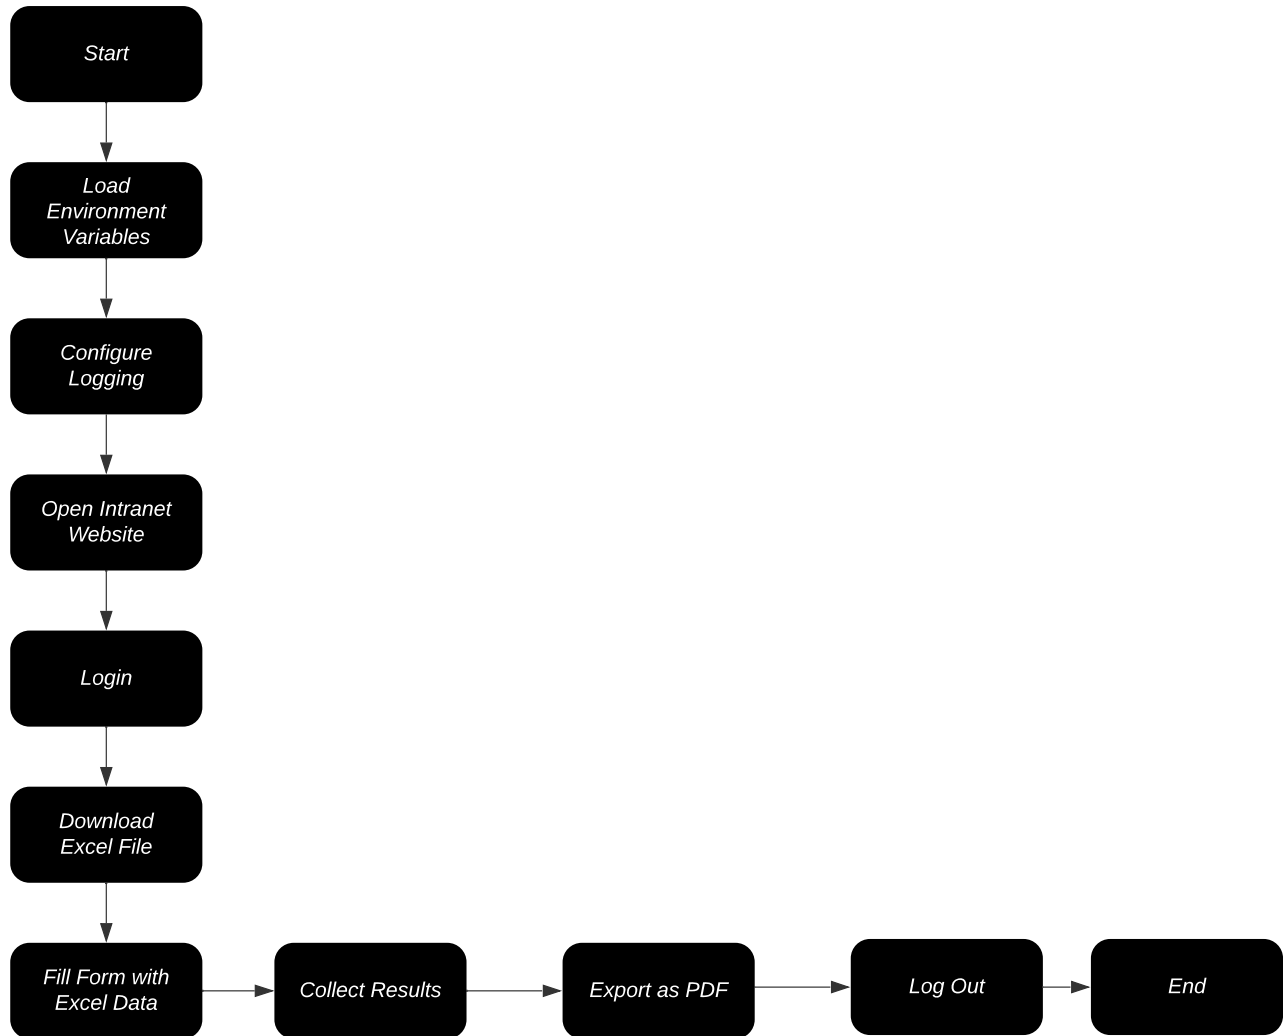 Start
Load
Environment
Variables
Configure
Logging
Open Intranet
Website
Login
Download
Excel File
Fill Form with
Excel Data
Collect Results
Export as PDF
Log Out
End